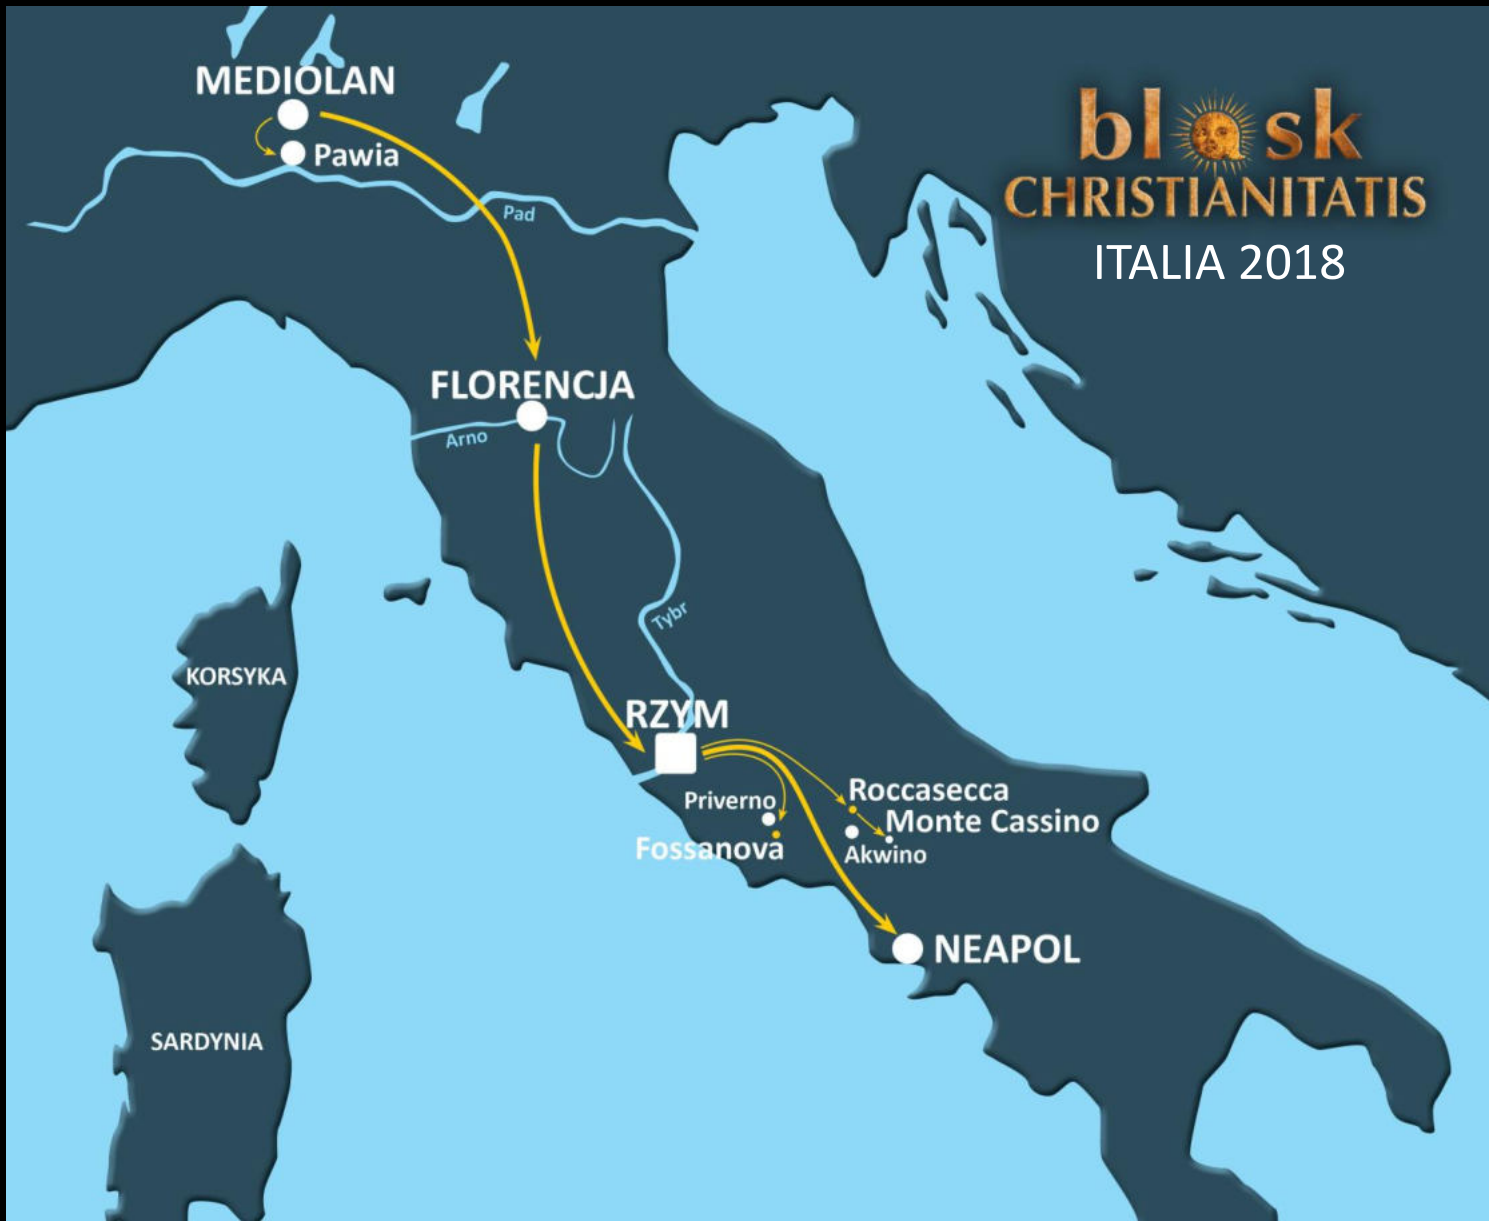 MEDIOLAN
Pawia
Pad
blask
CHRISTIANITATIS
ITALIA 2018
FLORENCJA
Arno
Tybr
KORSYKA
RZYM
Priverno
Fossanova
Roccasecca
Monte Cassino
Akwino
NEAPOL
SARDYNIA